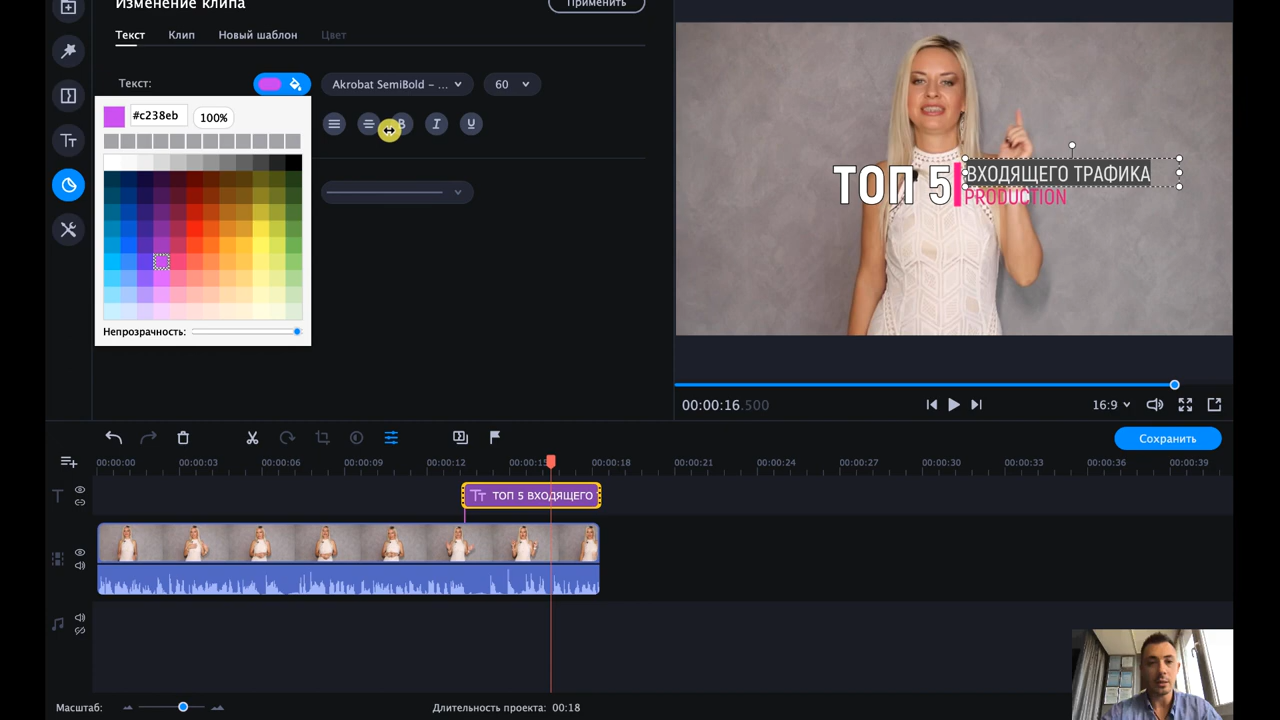 Изменение клипа
Применить
Текст
Клип
Новый шаблон
Цвет
Текст:
Akrobat SemiBold – ...
60
#c238eb
100%
B
I
U
Непрозрачность:
ТОП 5
ВХОДЯЩЕГО ТРАФИКА
PRODUCTION
00:00:16.500
16:9
Сохранить
00:00:00
00:00:03
00:00:06
00:00:09
00:00:12
00:00:15
00:00:18
00:00:21
00:00:24
00:00:27
00:00:30
00:00:33
00:00:36
00:00:39
ТОП 5 ВХОДЯЩЕГО
Масштаб:
Длительность проекта: 00:18